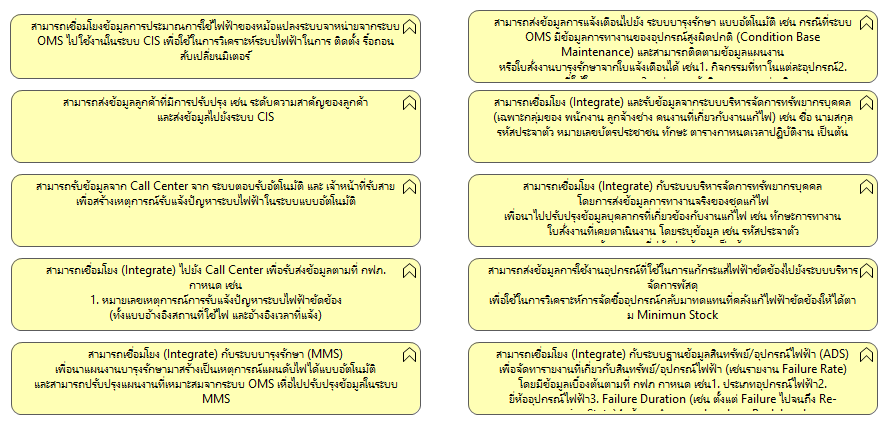 สามารถเชื่อมโยงข้อมูลการประมาณการใช้ไฟฟ้าของหม้อแปลงระบบจำหน่ายจากระบบ
OMS ไปใช้งานในระบบ CIS เพื่อใช้ในการวิเคราะห์ระบบไฟฟ้าในการ ติดตั้ง รื้อถอน
สับเปลี่ยนมิเตอร์
สามารถส่งข้อมูลลูกค้าที่มีการปรับปรุง เช่น ระดับความสำคัญของลูกค้า
และส่งข้อมูลไปยังระบบ CIS
สามารถรับข้อมูลจาก Call Center จาก ระบบตอบรับอัตโนมัติ และ เจ้าหน้าที่รับสาย
เพื่อสร้างเหตุการณ์รับแจ้งปัญหาระบบไฟฟ้าในระบบแบบอัตโนมัติ
สามารถเชื่อมโยง (Integrate) ไปยัง Call Center เพื่อรับส่งข้อมูลตามที่ กฟภ.
กำหนด เช่น
1. หมายเลขเหตุการณ์การรับแจ้งปัญหาระบบไฟฟ้าขัดข้อง
(ทั้งแบบอ้างอิงสถานที่ใช้ไฟ และอ้างอิงเวลาที่แจ้ง)
สามารถเชื่อมโยง (Integrate) กับระบบบำรุงรักษา (MMS)
เพื่อนำแผนงานบำรุงรักษามาสร้างเป็นเหตุการณ์แผนดับไฟได้แบบอัตโนมัติ
และสามารถปรับปรุงแผนงานที่เหมาะสมจากระบบ OMS เพื่อไปปรับปรุงข้อมูลในระบบ
MMS
สามารถส่งข้อมูลการแจ้งเตือนไปยัง ระบบบำรุงรักษา แบบอัตโนมัติ เช่น กรณีที่ระบบ
OMS มีข้อมูลการทำงานของอุปกรณ์สูงผิดปกติ (Condition Base
Maintenance) และสามารถติดตามข้อมูลแผนงาน
หรือใบสั่งงานบำรุงรักษาจากใบแจ้งเตือนได้ เช่น1. กิจกรรมที่ทำในแต่ละอุปกรณ์2.
สามารถเชื่อมโยง (Integrate) และรับข้อมูลจากระบบบริหารจัดการทรัพยากรบุคคล
(เฉพาะกลุ่มของ พนักงาน ลูกจ้างช่าง คนงานที่เกี่ยวกับงานแก้ไฟ) เช่น ชื่อ นามสกุล
รหัสประจำตัว หมายเลขบัตรประชาชน ทักษะ ตารางกำหนดเวลาปฏิบัติงาน เป็นต้น
สามารถเชื่อมโยง (Integrate) กับระบบบริหารจัดการทรัพยากรบุคคล
โดยการส่งข้อมูลการทำงานจริงของชุดแก้ไฟ
เพื่อนำไปปรับปรุงข้อมูลบุคลากรที่เกี่ยวข้องกับงานแก้ไฟ เช่น ทักษะการทำงาน
ใบสั่งงานที่เคยดำเนินงาน โดยระบุข้อมูล เช่น รหัสประจำตัว
สามารถส่งข้อมูลการใช้งานอุปกรณ์ที่ใช้ในการแก้กระแสไฟฟ้าขัดข้องไปยังระบบบริหาร
จัดการพัสดุ
เพื่อใช้ในการวิเคราะห์การจัดซื้ออุปกรณ์กลับมาทดแทนที่คลังแก้ไฟฟ้าขัดข้องให้ได้ตา
ม Minimun Stock
สามารถเชื่อมโยง (Integrate) กับระบบฐานข้อมูลสินทรัพย์/อุปกรณ์ไฟฟ้า (ADS)
เพื่อจัดทำรายงานที่เกี่ยวกับสินทรัพย์/อุปกรณ์ไฟฟ้า (เช่นรายงาน Failure Rate)
โดยมีข้อมูลเบื้องต้นตามที่ กฟภ กำหนด เช่น1. ประเภทอุปกรณ์ไฟฟ้า2.
ยี่ห้ออุปกรณ์ไฟฟ้า3. Failure Duration (เช่น ตั้งแต่ Failure ไปจนถึง Re-